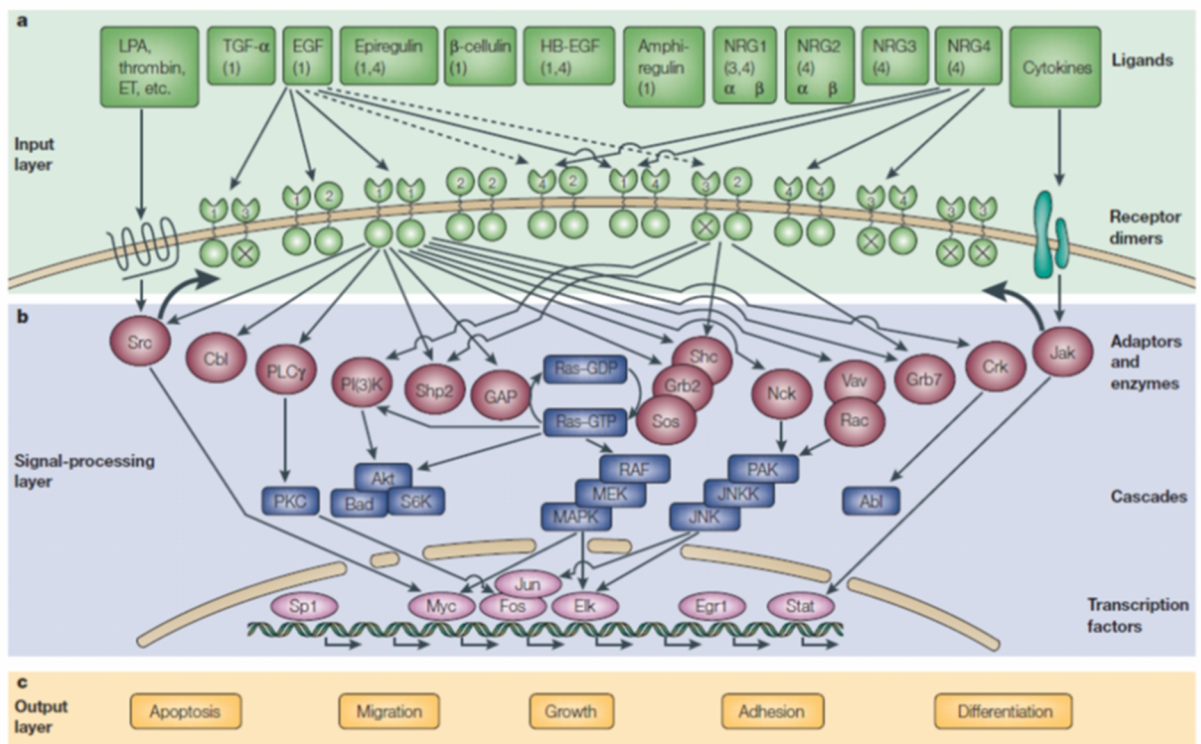 a
LPA,
thrombin,
ET, etc.
TGF-α
(1)
EGF
(1)
Epiregulin
(1,4)
β-cellulin
(1)
HB-EGF
(1,4)
Amphi-
regulin
(1)
NRG1
(3,4)
α β
NRG2
(4)
α β
NRG3
(4)
NRG4
(4)
Cytokines
Ligands
Input
layer
1 3
1 2
1 1
2 2
4 2
1 4
3 2
4 4
3 4
3 3
Receptor
dimers
b
Src
Cbl
PLCγ
PI(3)K
Shp2
GAP
Ras–GDP
Ras–GTP
Shc
Grb2
Sos
Nck
Vav
Rac
Grb7
Crk
Jak
Adaptors
and
enzymes
Signal-processing
layer
PKC
Akt
Bad
S6K
RAF
MEK
MAPK
PAK
JNKK
JNK
Abl
Cascades
Sp1
Myc
Jun
Fos
Elk
Egr1
Stat
Transcription
factors
c
Output
layer
Apoptosis
Migration
Growth
Adhesion
Differentiation